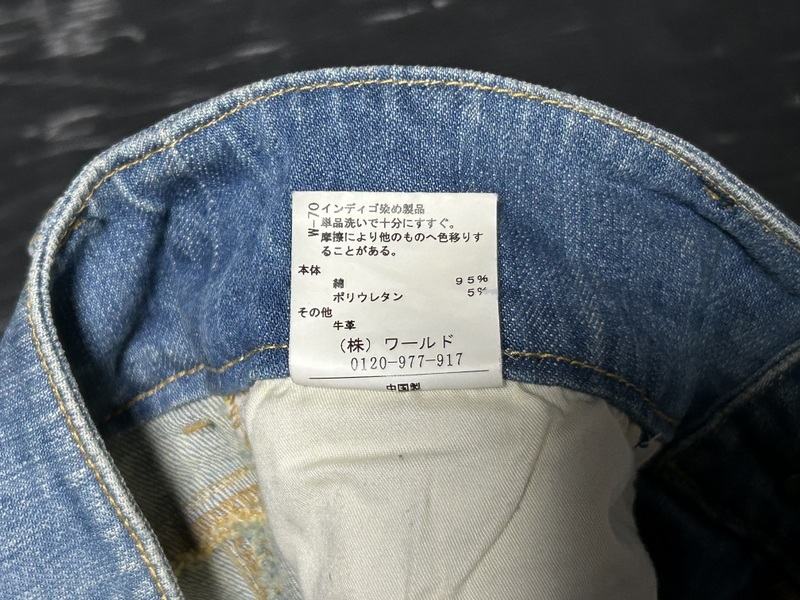 W-70
インディゴ染め製品
単品洗いで十分にすすぐ。
摩擦により他のものへ色移りす
ることがある。
本体
綿 95%
ポリウレタン 5%
その他
牛革
(株)ワールド
0120-977-917
中国製